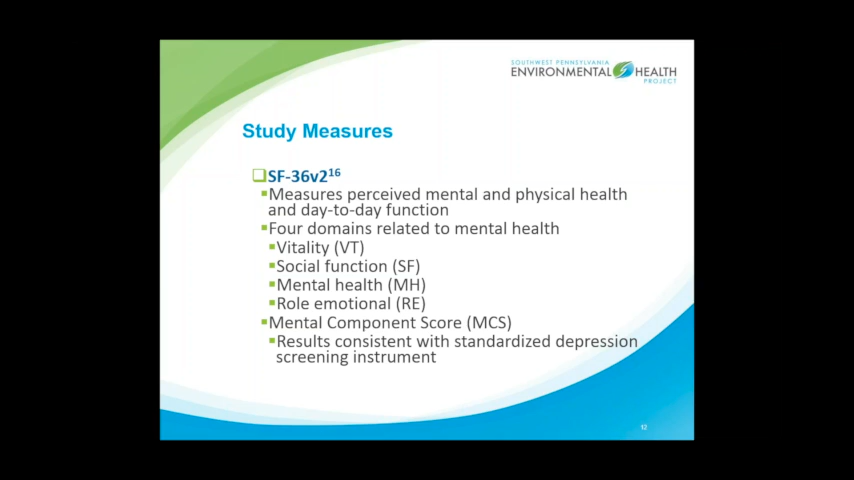 SOUTHWEST PENNSYLVANIA
ENVIRONMENTAL HEALTH
PROJECT
Study Measures
❑SF-36v2¹⁶
▪Measures perceived mental and physical health
and day-to-day function
▪Four domains related to mental health
▪Vitality (VT)
▪Social function (SF)
▪Mental health (MH)
▪Role emotional (RE)
▪Mental Component Score (MCS)
▪Results consistent with standardized depression
screening instrument
12